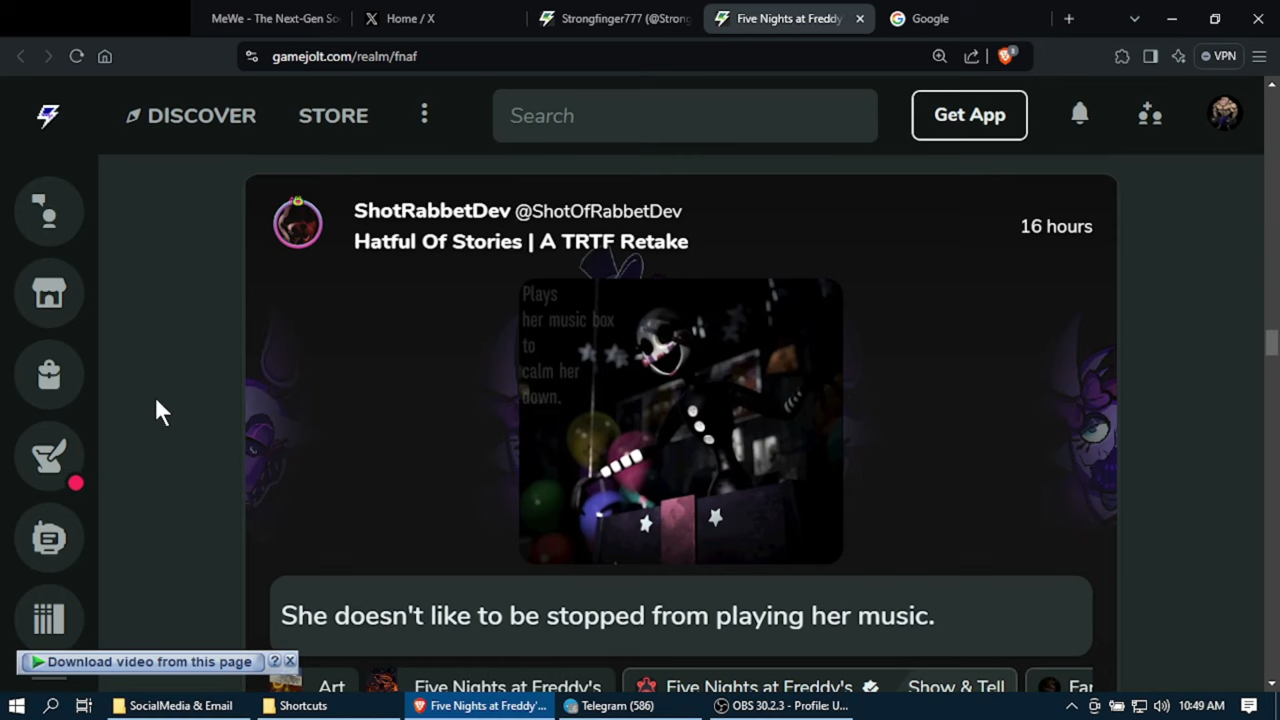 MeWe - The Next-Gen So
Home / X
Strongfinger777 (@Strong
Five Nights at Freddy'
Google
gamejolt.com/realm/fnaf
VPN
DISCOVER
STORE
Search
Get App
ShotRabbetDev @ShotOfRabbetDev
Hatful Of Stories | A TRTF Retake
16 hours
Plays
her music box
to
calm her
down.
She doesn't like to be stopped from playing her music.
Download video from this page
?
Art
Five Nights at Freddy's
Five Nights at Freddy's
Show & Tell
Fan
SocialMedia & Email
Shortcuts
Five Nights at Freddy'...
Telegram (586)
OBS 30.2.3 - Profile: U...
10:49 AM